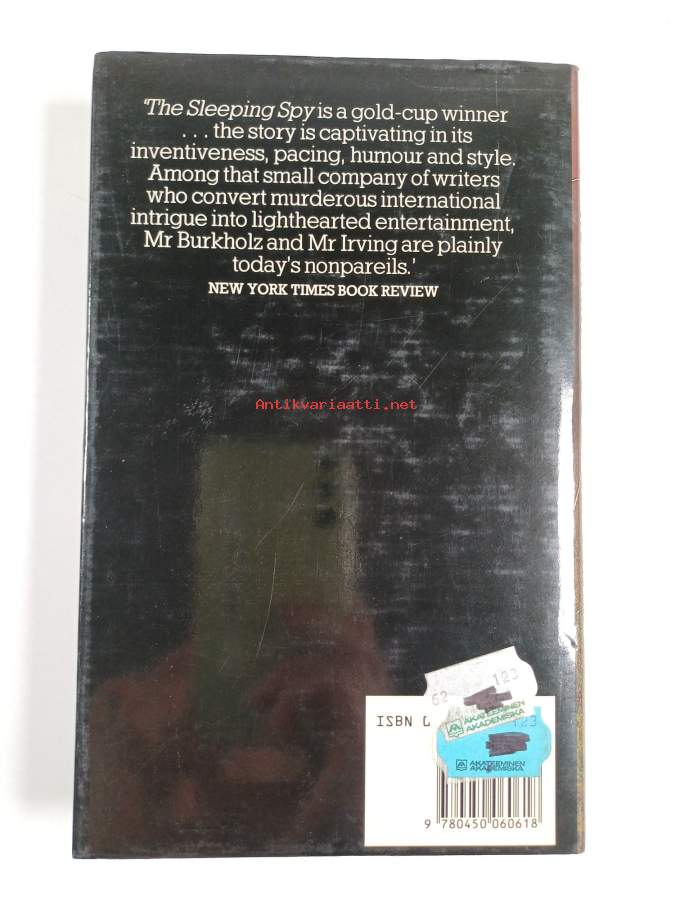 'The Sleeping Spy is a gold-cup winner
. . . the story is captivating in its
inventiveness, pacing, humour and style.
Among that small company of writers
who convert murderous international
intrigue into lighthearted entertainment,
Mr Burkholz and Mr Irving are plainly
today's nonpareils.'
NEW YORK TIMES BOOK REVIEW
Antikvariaatti.net
62 123
ISBN 0
AKATEEMINEN
AKADEMISKA
123
AKATEEMINEN
AKADEMISKA
9 780450 060618